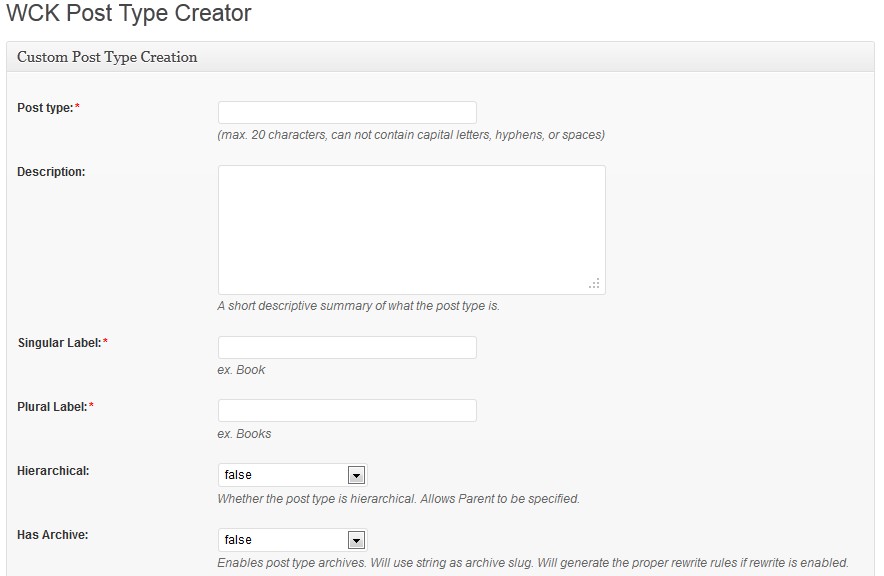 WCK Post Type Creator
Custom Post Type Creation
Post type:*
(max. 20 characters, can not contain capital letters, hyphens, or spaces)
Description:
A short descriptive summary of what the post type is.
Singular Label:*
ex. Book
Plural Label:*
ex. Books
Hierarchical:
false
Whether the post type is hierarchical. Allows Parent to be specified.
Has Archive:
false
Enables post type archives. Will use string as archive slug. Will generate the proper rewrite rules if rewrite is enabled.